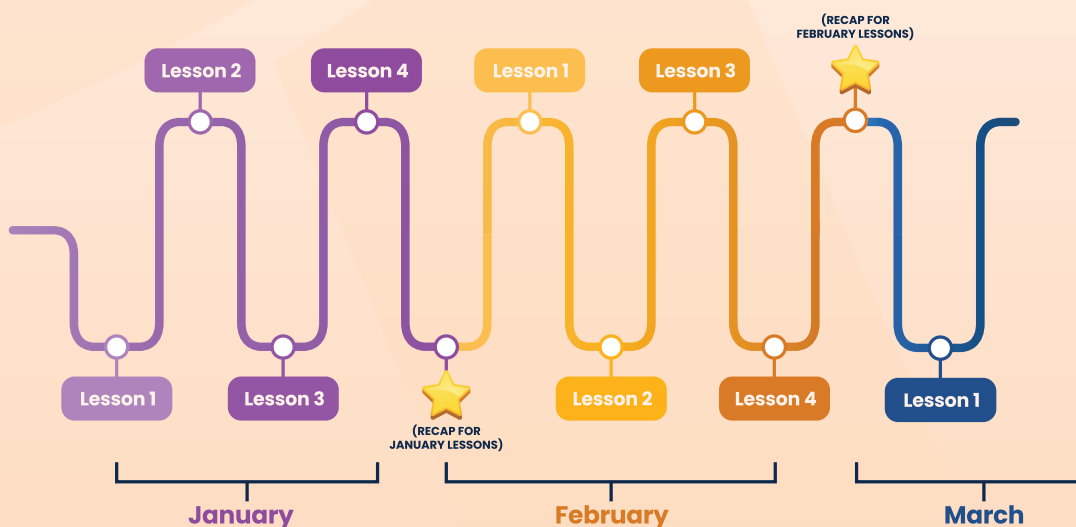 (RECAP FOR
FEBRUARY LESSONS)
Lesson 2
Lesson 4
Lesson 1
Lesson 3
Lesson 1
Lesson 3
(RECAP FOR
JANUARY LESSONS)
Lesson 2
Lesson 4
Lesson 1
January
February
March